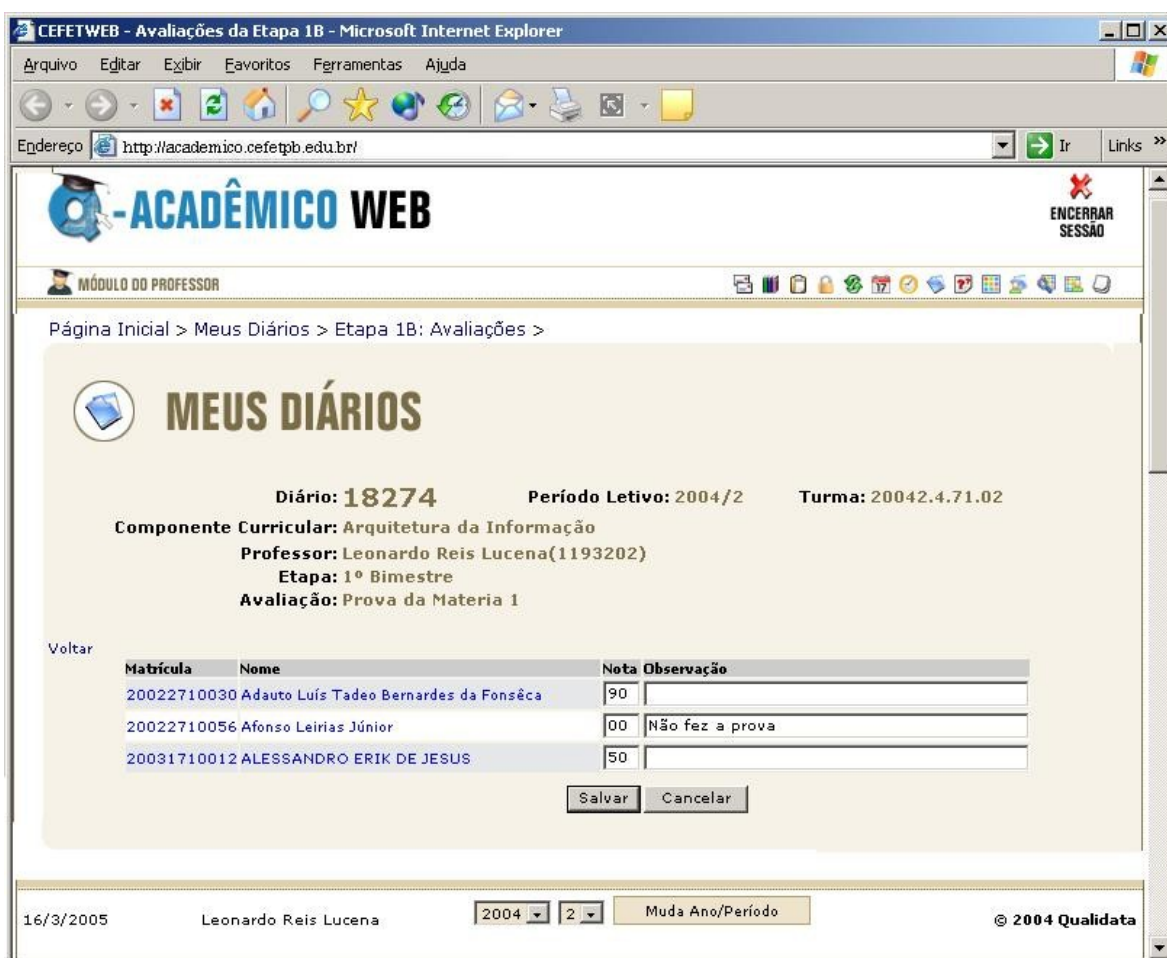 CEFETWEB - Avaliações da Etapa 1B - Microsoft Internet Explorer
Arquivo Editar Exibir Favoritos Ferramentas Ajuda
Endereço http://academico.cefetpb.edu.br/ Ir Links »
-ACADÊMICO WEB
ENCERRAR
SESSÃO
MÓDULO DO PROFESSOR
Página Inicial > Meus Diários > Etapa 1B: Avaliações >
MEUS DIÁRIOS
Diário: 18274 Período Letivo: 2004/2 Turma: 20042.4.71.02
Componente Curricular: Arquitetura da Informação
Professor: Leonardo Reis Lucena(1193202)
Etapa: 1º Bimestre
Avaliação: Prova da Materia 1
Voltar
Matrícula Nome Nota Observação
20022710030 Adauto Luís Tadeo Bernardes da Fonsêca 90
20022710056 Afonso Leirias Júnior 00 Não fez a prova
20031710012 ALESSANDRO ERIK DE JESUS 50
Salvar Cancelar
16/3/2005 Leonardo Reis Lucena 2004 2 Muda Ano/Período © 2004 Qualidata